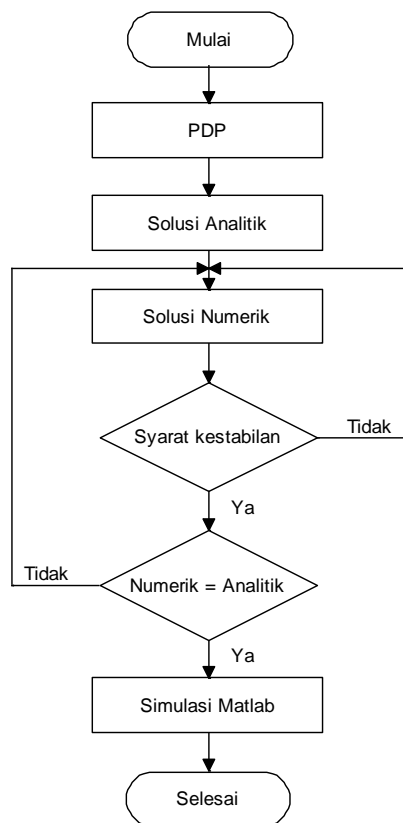 Mulai
PDP
Solusi Analitik
Solusi Numerik
Syarat kestabilan
Tidak
Ya
Tidak
Numerik = Analitik
Ya
Simulasi Matlab
Selesai